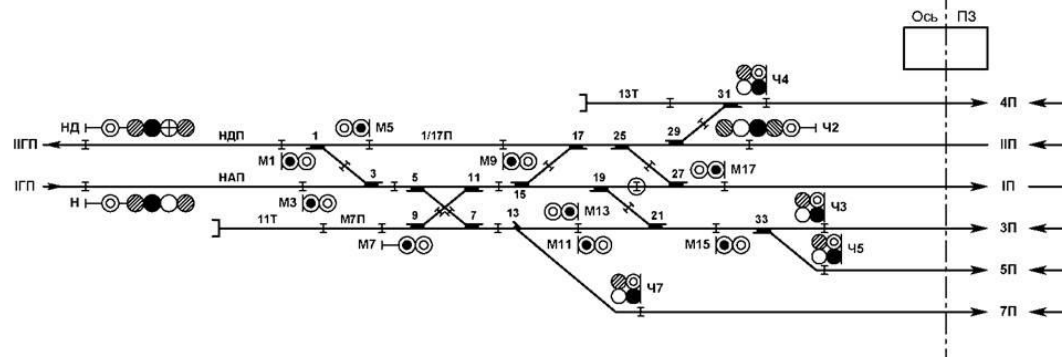 Ось ПЗ
Ч4
13Т 31 4П
НД М5
IIГП НДП 1 1/17П 17 25 29 Ч2 IIП
М1 М9 М17
IГП НАП 3 5 11 15 19 27 IП
Н М3 Ч3
11Т М7П 9 7 13 М13 21 33 3П
М7 М11 М15 Ч5
5П
Ч7
7П